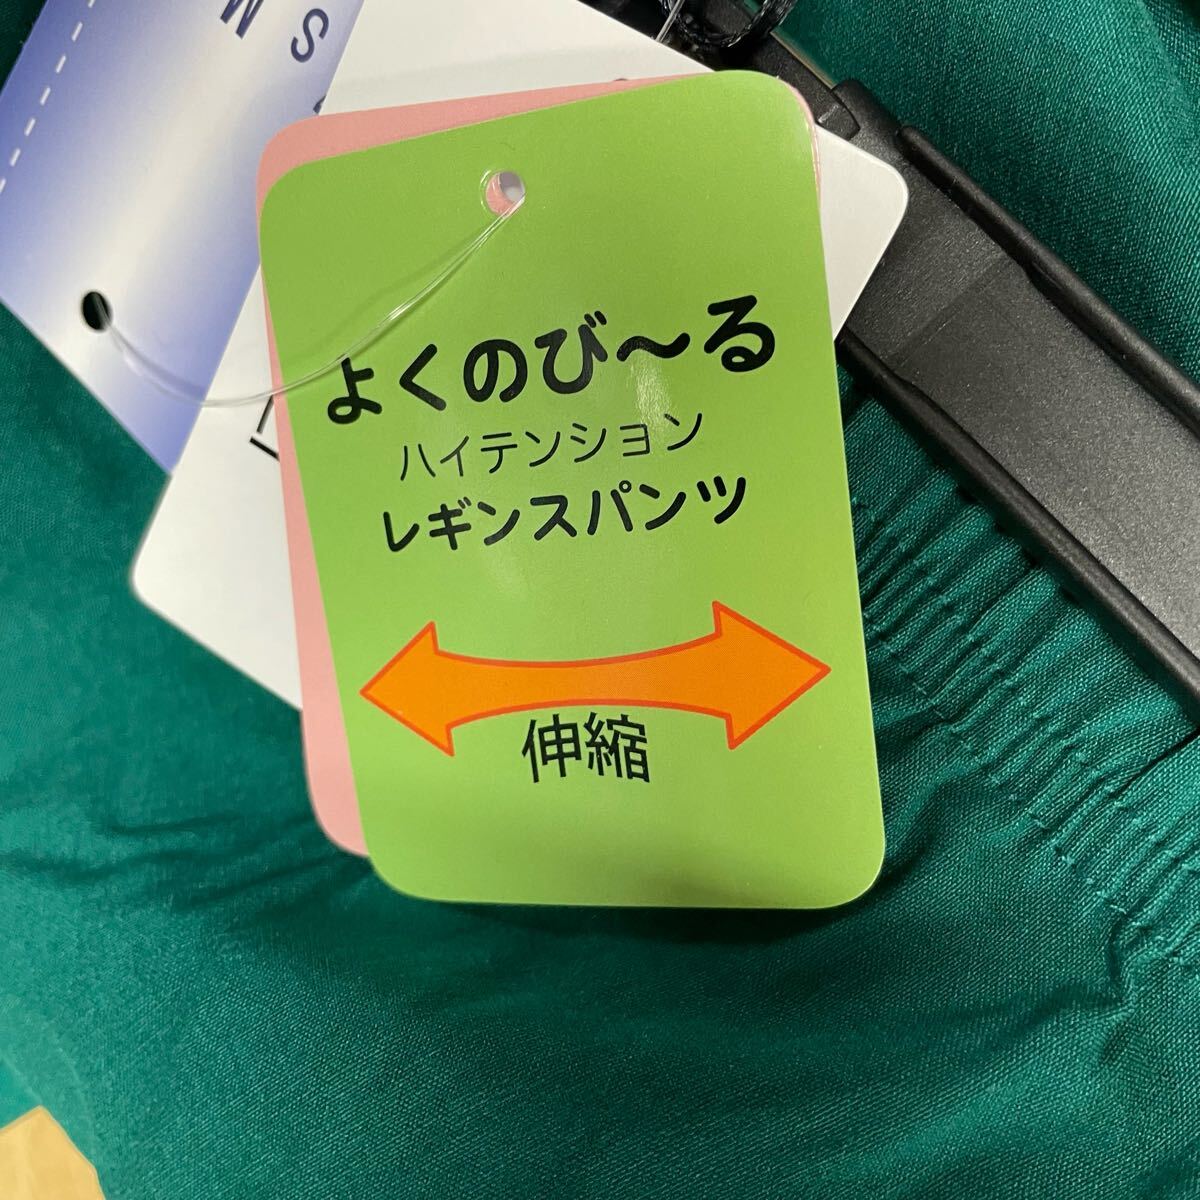 よくのび～る
ハイテンション
レギンスパンツ
伸縮